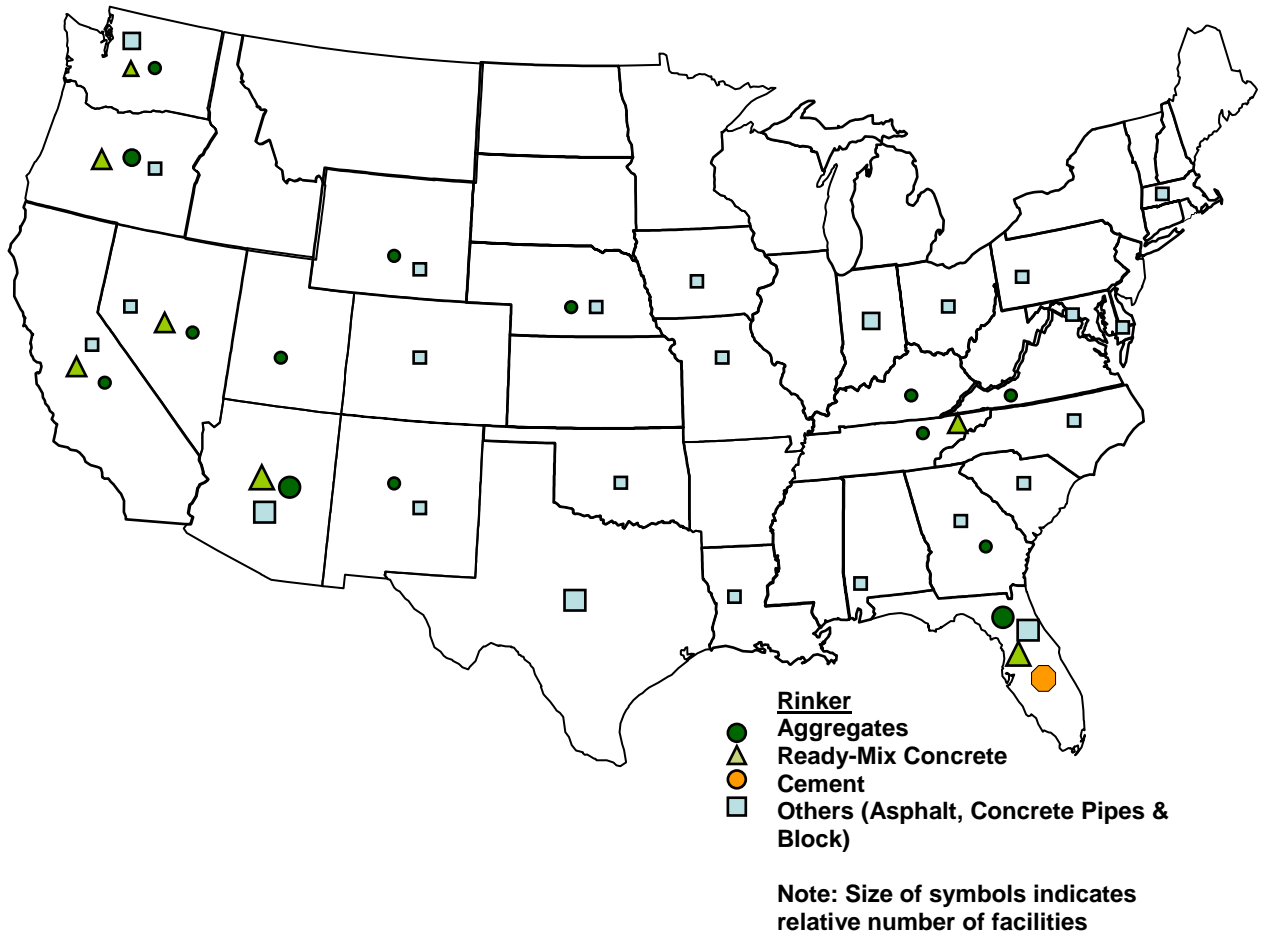 Rinker
Aggregates
Ready-Mix Concrete
Cement
Others (Asphalt, Concrete Pipes &
Block)
Note: Size of symbols indicates
relative number of facilities